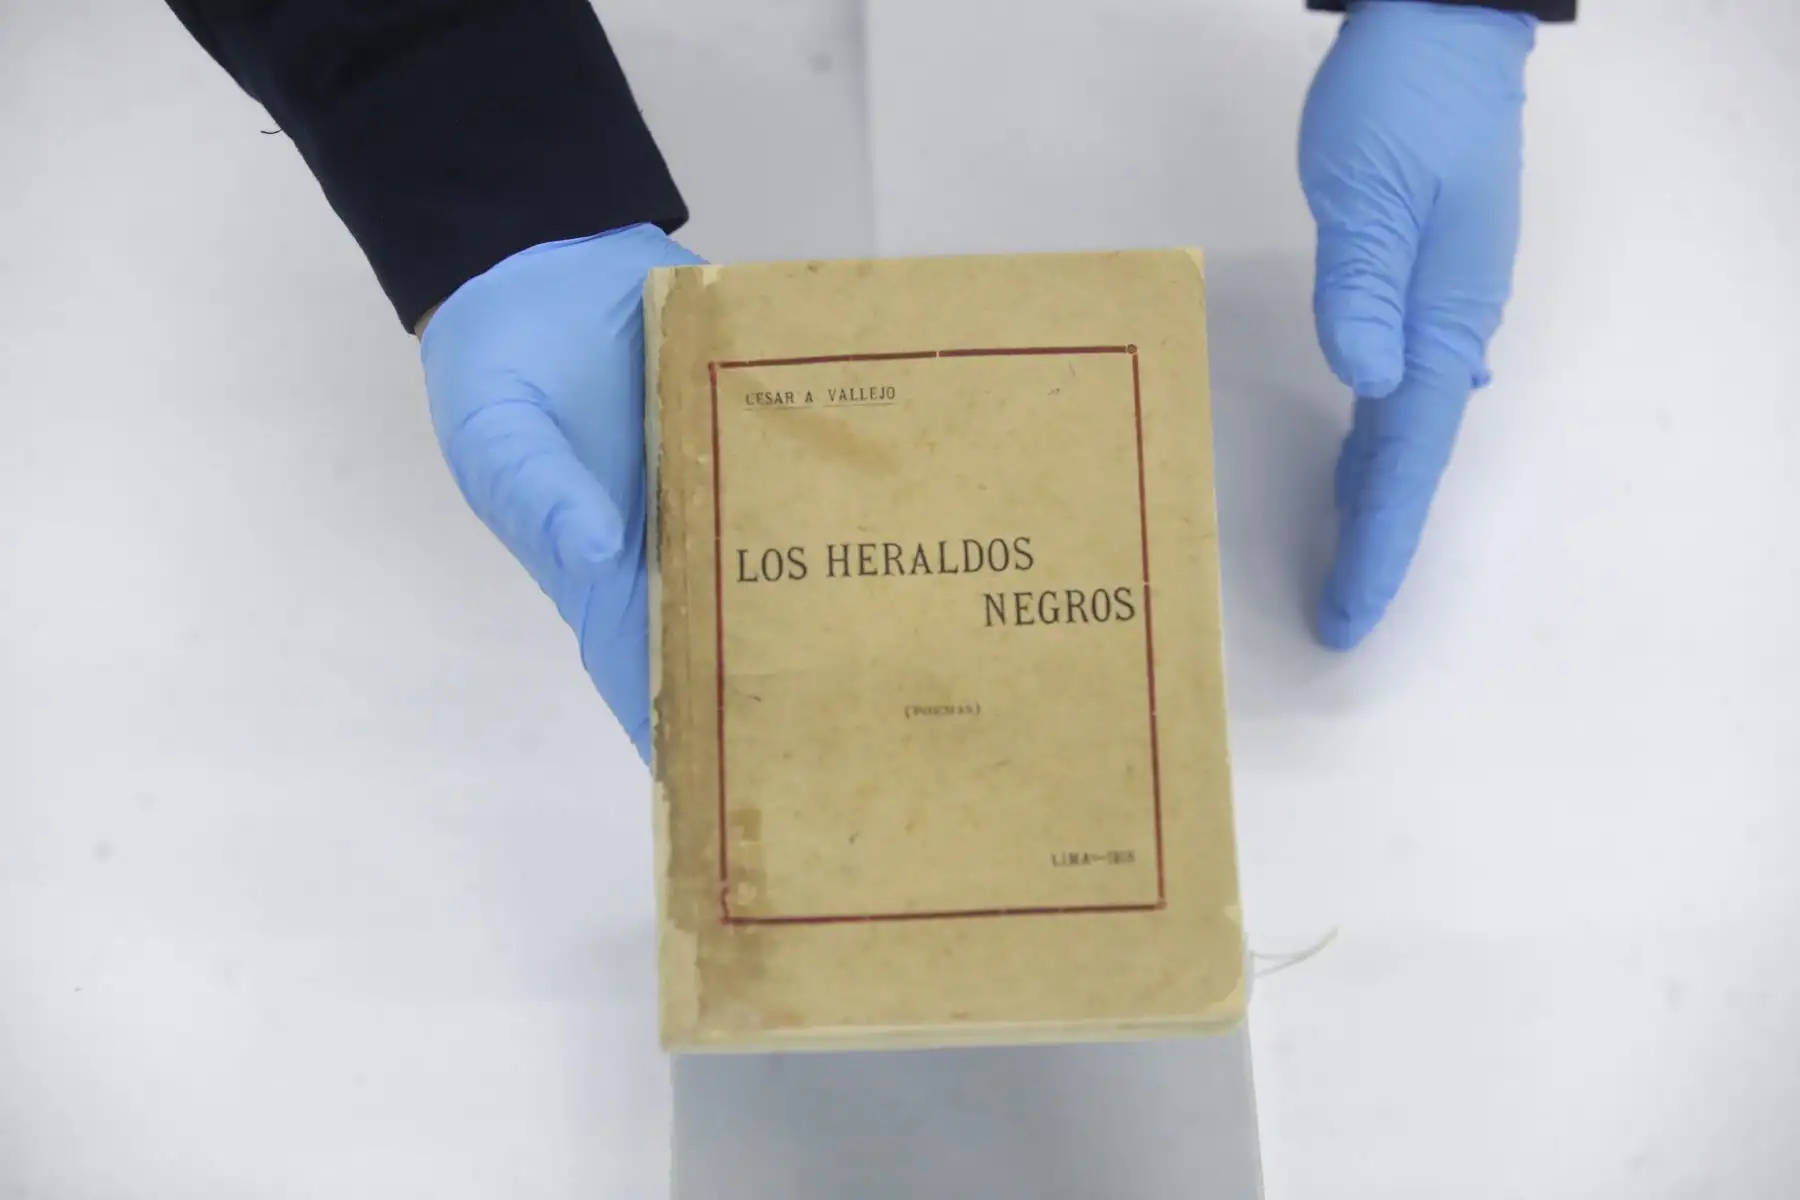 CESAR A VALLEJO
LOS HERALDOS
NEGROS
(POEMAS)
LIMA—1918